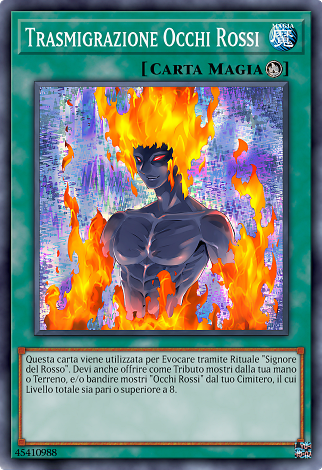 Trasmigrazione Occhi Rossi
MAGIA
魔
[Carta Magia]
Questa carta viene utilizzata per Evocare tramite Rituale "Signore
del Rosso". Devi anche offrire come Tributo mostri dalla tua mano
o Terreno, e/o bandire mostri "Occhi Rossi" dal tuo Cimitero, il cui
Livello totale sia pari o superiore a 8.
45410988